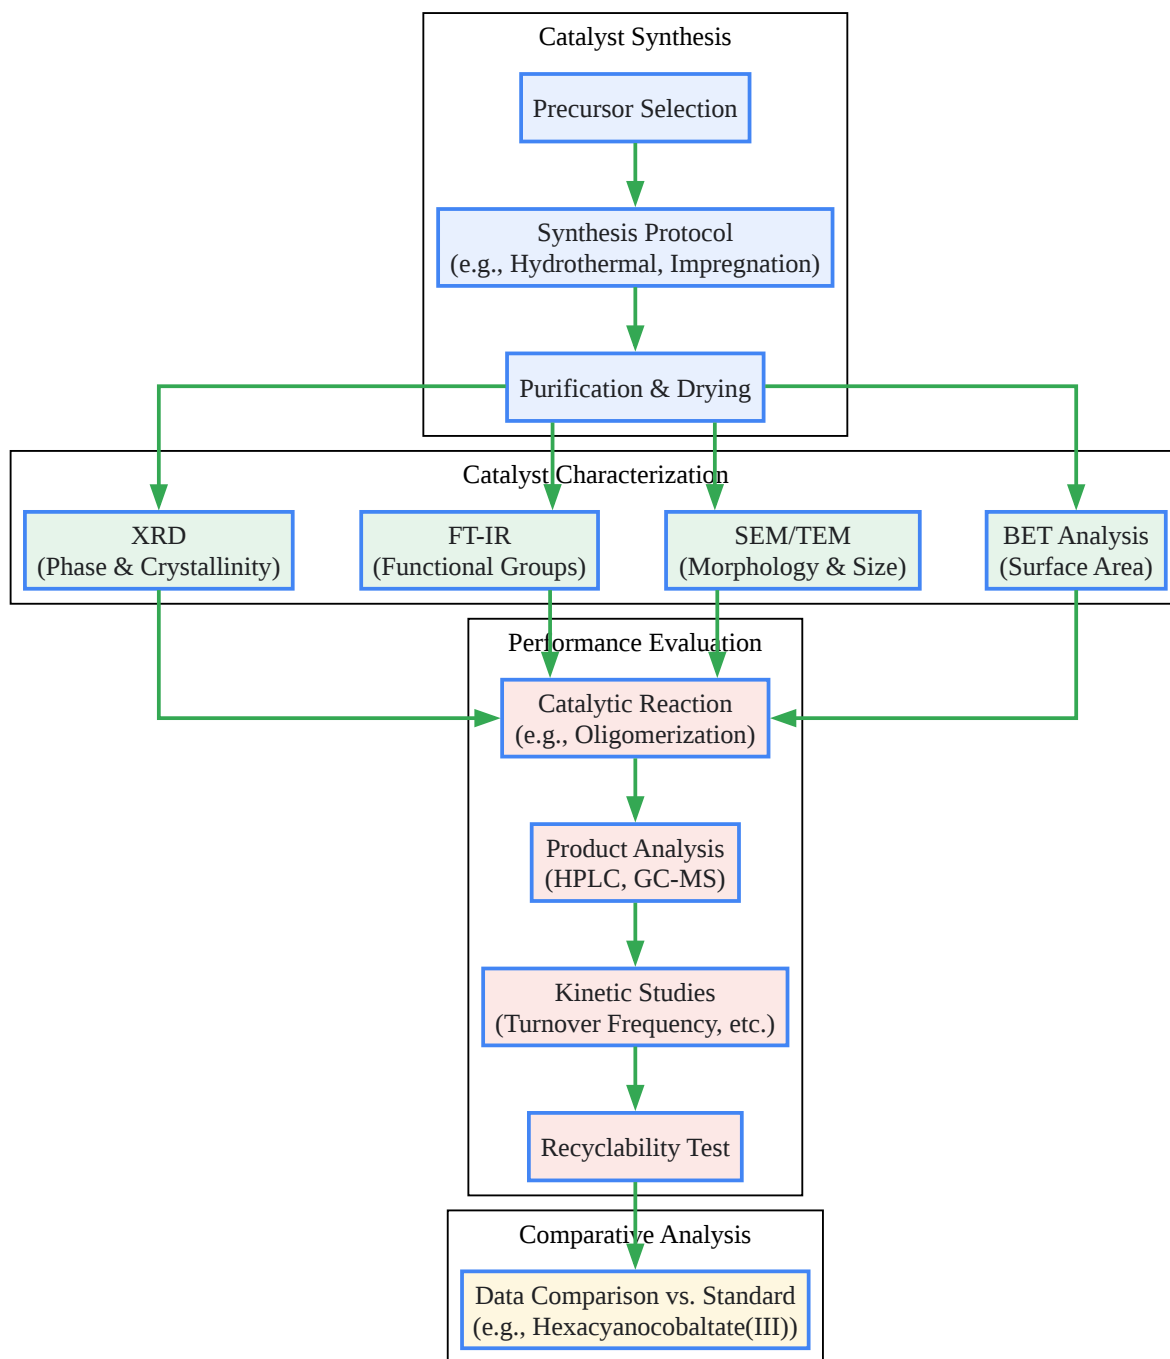 Catalyst Synthesis
Precursor Selection
Synthesis Protocol
(e.g., Hydrothermal, Impregnation)
Purification & Drying
Catalyst Characterization
XRD
(Phase & Crystallinity)
FT-IR
(Functional Groups)
SEM/TEM
(Morphology & Size)
BET Analysis
(Surface Area)
Performance Evaluation
Catalytic Reaction
(e.g., Oligomerization)
Product Analysis
(HPLC, GC-MS)
Kinetic Studies
(Turnover Frequency, etc.)
Recyclability Test
Comparative Analysis
Data Comparison vs. Standard
(e.g., Hexacyanocobaltate(III))